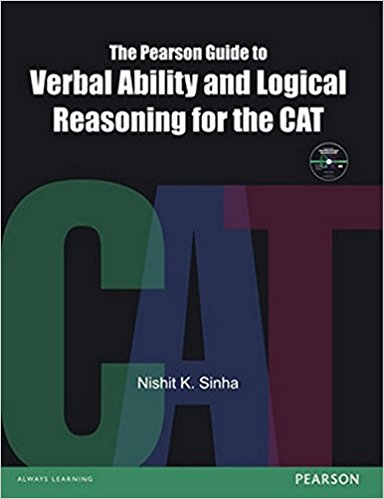 The Pearson Guide to
Verbal Ability and Logical
Reasoning for the CAT
CAT
Nishit K. Sinha
ALWAYS LEARNING
PEARSON